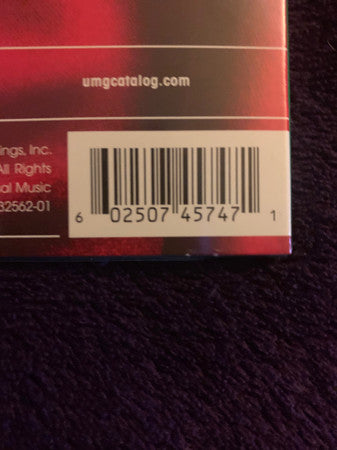 umgcatalog.com
ings, Inc.
All Rights
al Music
32562-01
6 02507 45747 1